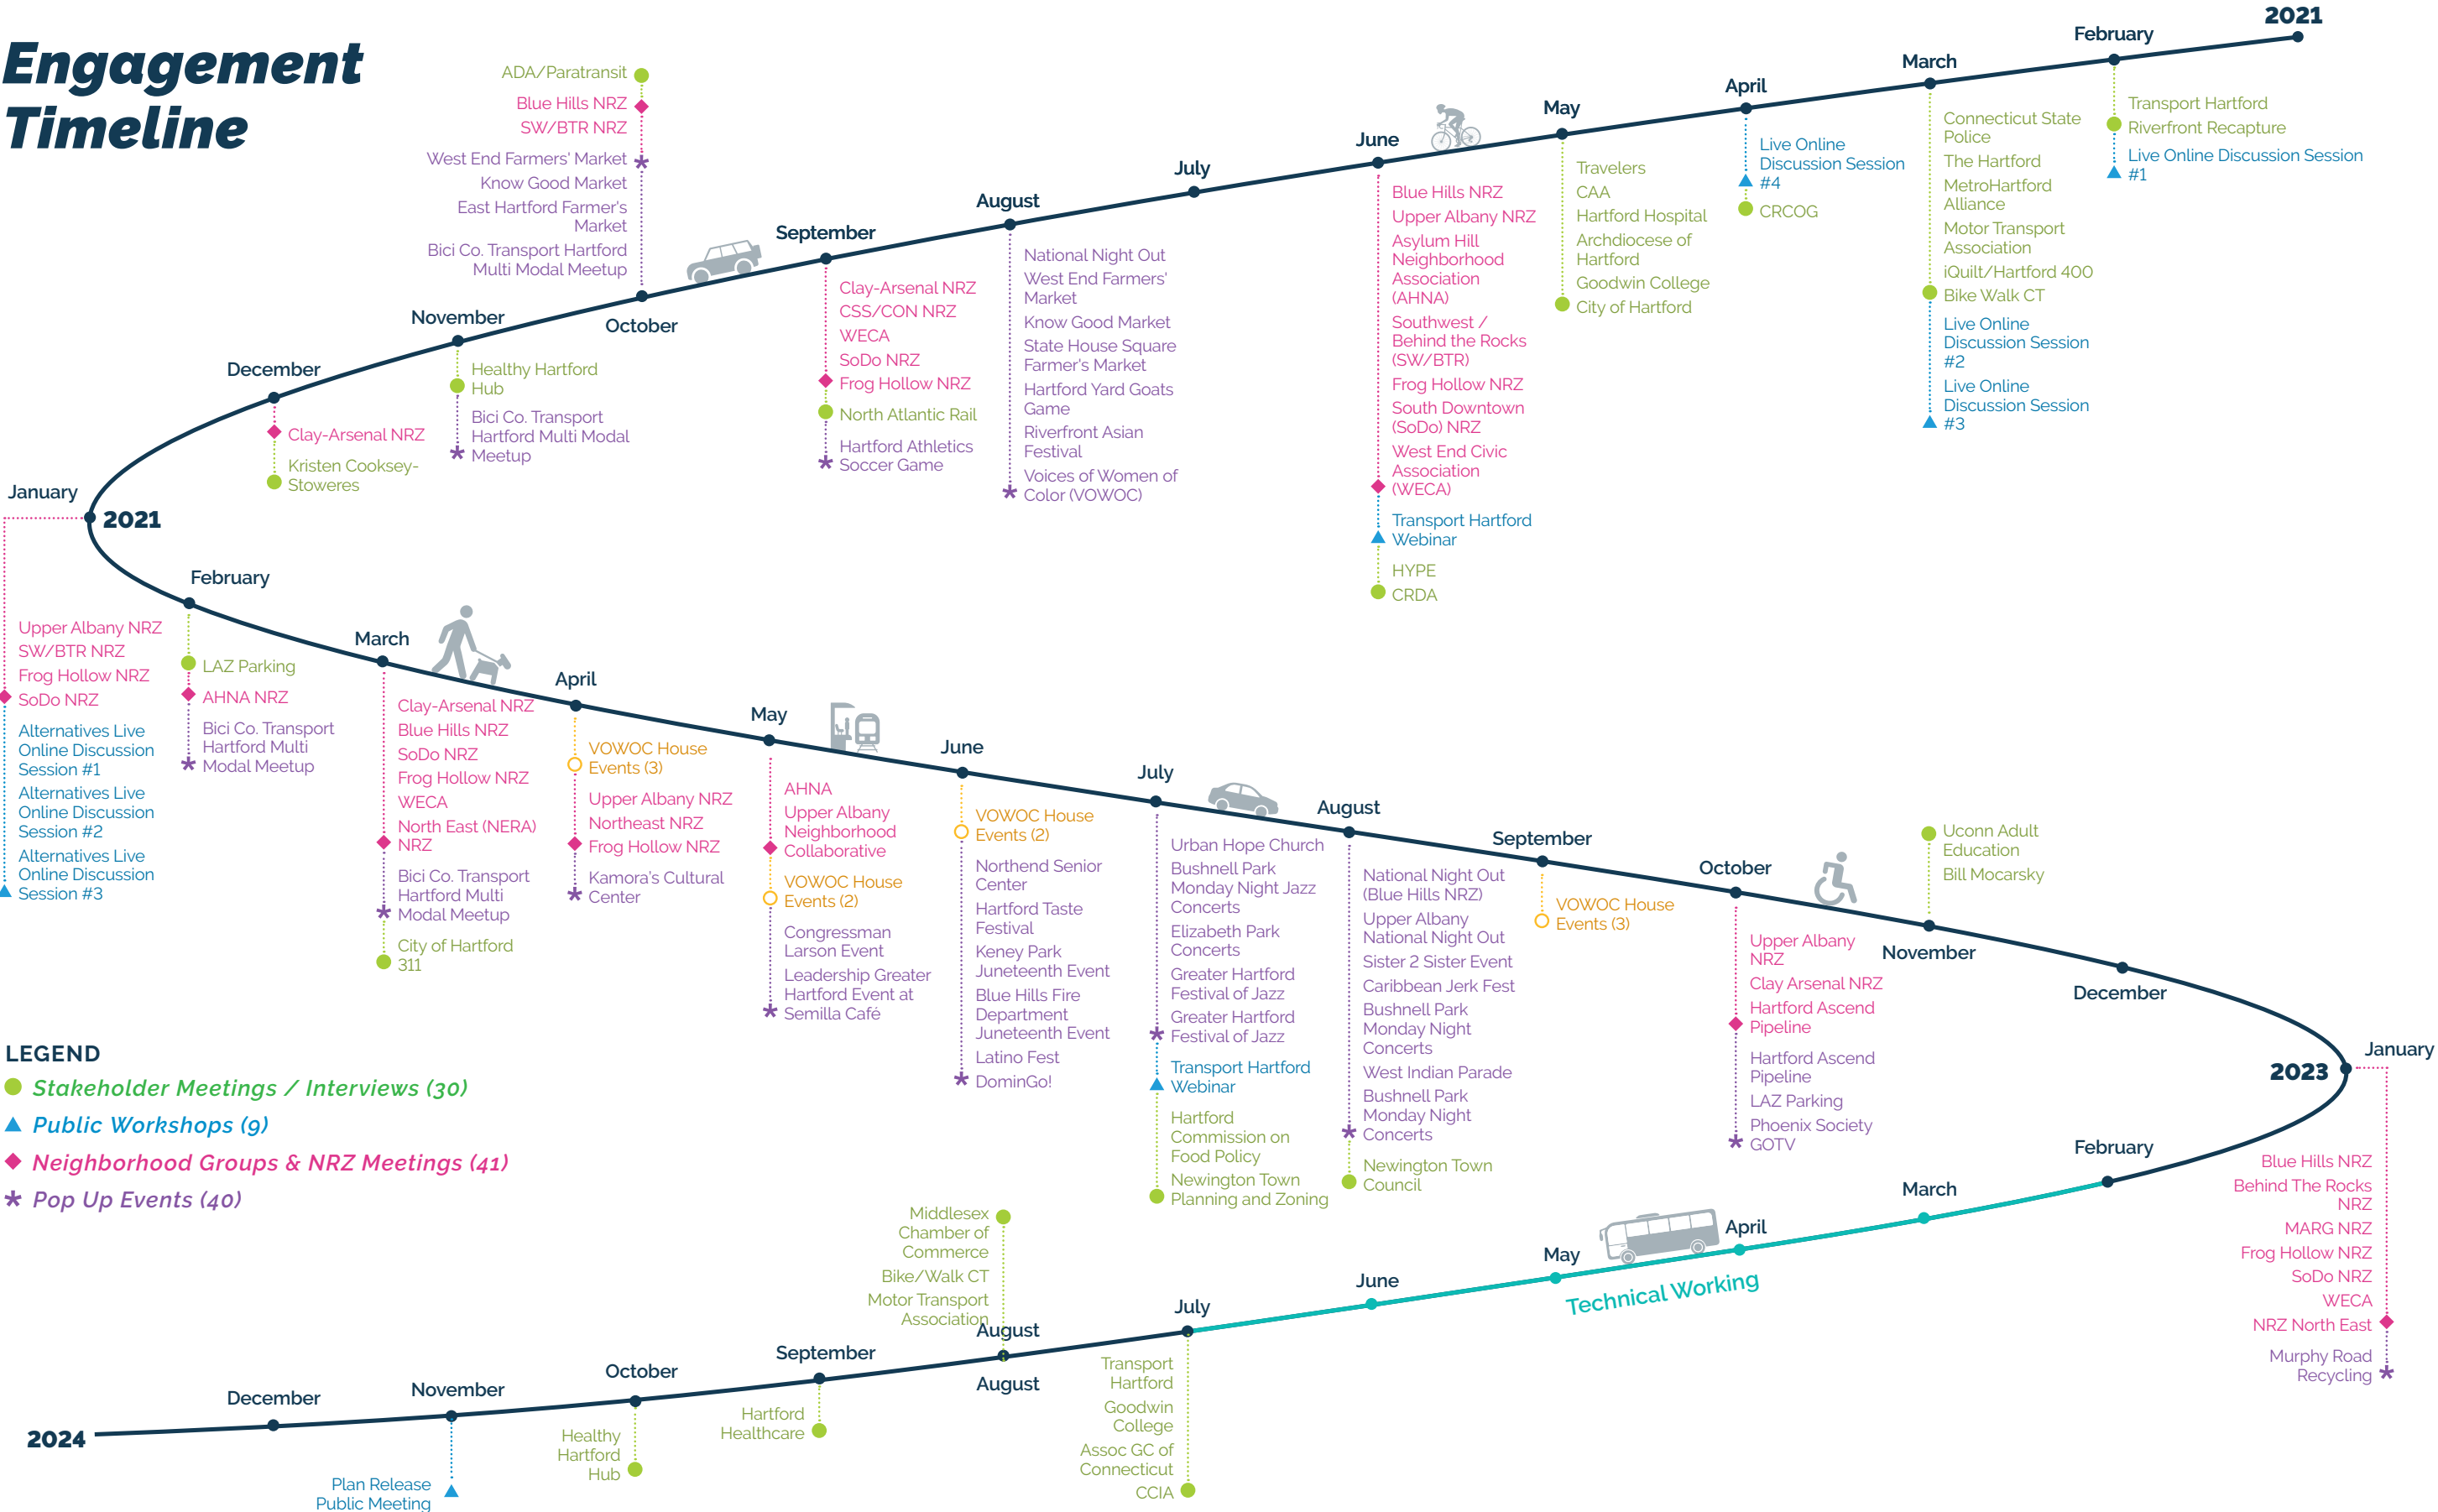 Engagement
Timeline
2021
February
Transport Hartford
Riverfront Recapture
Live Online Discussion Session
#1
March
Connecticut State
Police
The Hartford
MetroHartford
Alliance
Motor Transport
Association
iQuilt/Hartford 400
Bike Walk CT
Live Online
Discussion Session
#2
Live Online
Discussion Session
#3
April
Live Online
Discussion Session
#4
CRCOG
May
Travelers
CAA
Hartford Hospital
Archdiocese of
Hartford
Goodwin College
City of Hartford
June
Blue Hills NRZ
Upper Albany NRZ
Asylum Hill
Neighborhood
Association
(AHNA)
Southwest /
Behind the Rocks
(SW/BTR)
Frog Hollow NRZ
South Downtown
(SoDo) NRZ
West End Civic
Association
(WECA)
Transport Hartford
Webinar
HYPE
CRDA
July
August
National Night Out
West End Farmers'
Market
Know Good Market
State House Square
Farmer's Market
Hartford Yard Goats
Game
Riverfront Asian
Festival
Voices of Women of
Color (VOWOC)
September
Clay-Arsenal NRZ
CSS/CON NRZ
WECA
SoDo NRZ
Frog Hollow NRZ
North Atlantic Rail
Hartford Athletics
Soccer Game
ADA/Paratransit
Blue Hills NRZ
SW/BTR NRZ
West End Farmers' Market
Know Good Market
East Hartford Farmer's
Market
Bici Co. Transport Hartford
Multi Modal Meetup
October
November
Healthy Hartford
Hub
Bici Co. Transport
Hartford Multi Modal
Meetup
December
Clay-Arsenal NRZ
Kristen Cooksey-
Stoweres
January
2021
Upper Albany NRZ
SW/BTR NRZ
Frog Hollow NRZ
SoDo NRZ
Alternatives Live
Online Discussion
Session #1
Alternatives Live
Online Discussion
Session #2
Alternatives Live
Online Discussion
Session #3
February
LAZ Parking
AHNA NRZ
Bici Co. Transport
Hartford Multi
Modal Meetup
March
Clay-Arsenal NRZ
Blue Hills NRZ
SoDo NRZ
Frog Hollow NRZ
WECA
North East (NERA)
NRZ
Bici Co. Transport
Hartford Multi
Modal Meetup
City of Hartford
311
April
VOWOC House
Events (3)
Upper Albany NRZ
Northeast NRZ
Frog Hollow NRZ
Kamora's Cultural
Center
May
AHNA
Upper Albany
Neighborhood
Collaborative
VOWOC House
Events (2)
Congressman
Larson Event
Leadership Greater
Hartford Event at
Semilla Café
June
VOWOC House
Events (2)
Northend Senior
Center
Hartford Taste
Festival
Keney Park
Juneteenth Event
Blue Hills Fire
Department
Juneteenth Event
Latino Fest
DominGo!
July
Urban Hope Church
Bushnell Park
Monday Night Jazz
Concerts
Elizabeth Park
Concerts
Greater Hartford
Festival of Jazz
Greater Hartford
Festival of Jazz
Transport Hartford
Webinar
Hartford
Commission on
Food Policy
Newington Town
Planning and Zoning
August
National Night Out
(Blue Hills NRZ)
Upper Albany
National Night Out
Sister 2 Sister Event
Caribbean Jerk Fest
Bushnell Park
Monday Night
Concerts
West Indian Parade
Bushnell Park
Monday Night
Concerts
Newington Town
Council
September
VOWOC House
Events (3)
October
Upper Albany
NRZ
Clay Arsenal NRZ
Hartford Ascend
Pipeline
Hartford Ascend
Pipeline
LAZ Parking
Phoenix Society
GOTV
Uconn Adult
Education
Bill Mocarsky
November
December
January
2023
Blue Hills NRZ
Behind The Rocks
NRZ
MARG NRZ
Frog Hollow NRZ
SoDo NRZ
WECA
NRZ North East
Murphy Road
Recycling
February
March
April
May
Technical Working
June
July
Transport
Hartford
Goodwin
College
Assoc GC of
Connecticut
CCIA
Middlesex
Chamber of
Commerce
Bike/Walk CT
Motor Transport
Association
August
August
September
Hartford
Healthcare
October
Healthy
Hartford
Hub
November
Plan Release
Public Meeting
December
2024
LEGEND
Stakeholder Meetings / Interviews (30)
Public Workshops (9)
Neighborhood Groups & NRZ Meetings (41)
Pop Up Events (40)